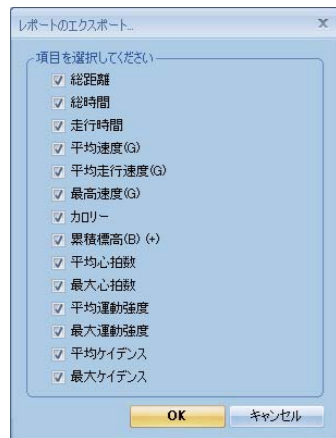 レポートのエクスポート...
項目を選択してください
総距離
総時間
走行時間
平均速度(G)
平均走行速度(G)
最高速度(G)
カロリー
累積標高(B) (+)
平均心拍数
最大心拍数
平均運動強度
最大運動強度
平均ケイデンス
最大ケイデンス
OK
キャンセル